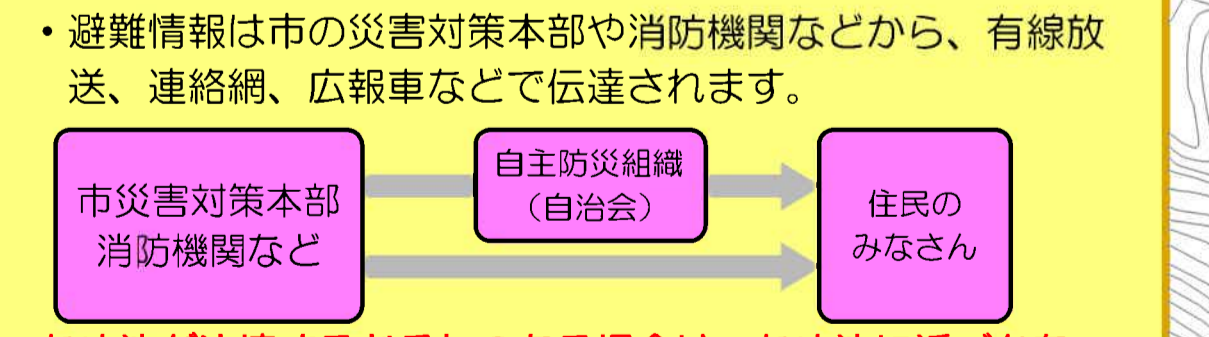 ・避難情報は市の災害対策本部や消防機関などから、有線放
送、連絡網、広報車などで伝達されます。
市災害対策本部
消防機関など
自主防災組織
（自治会）
住民の
みなさん